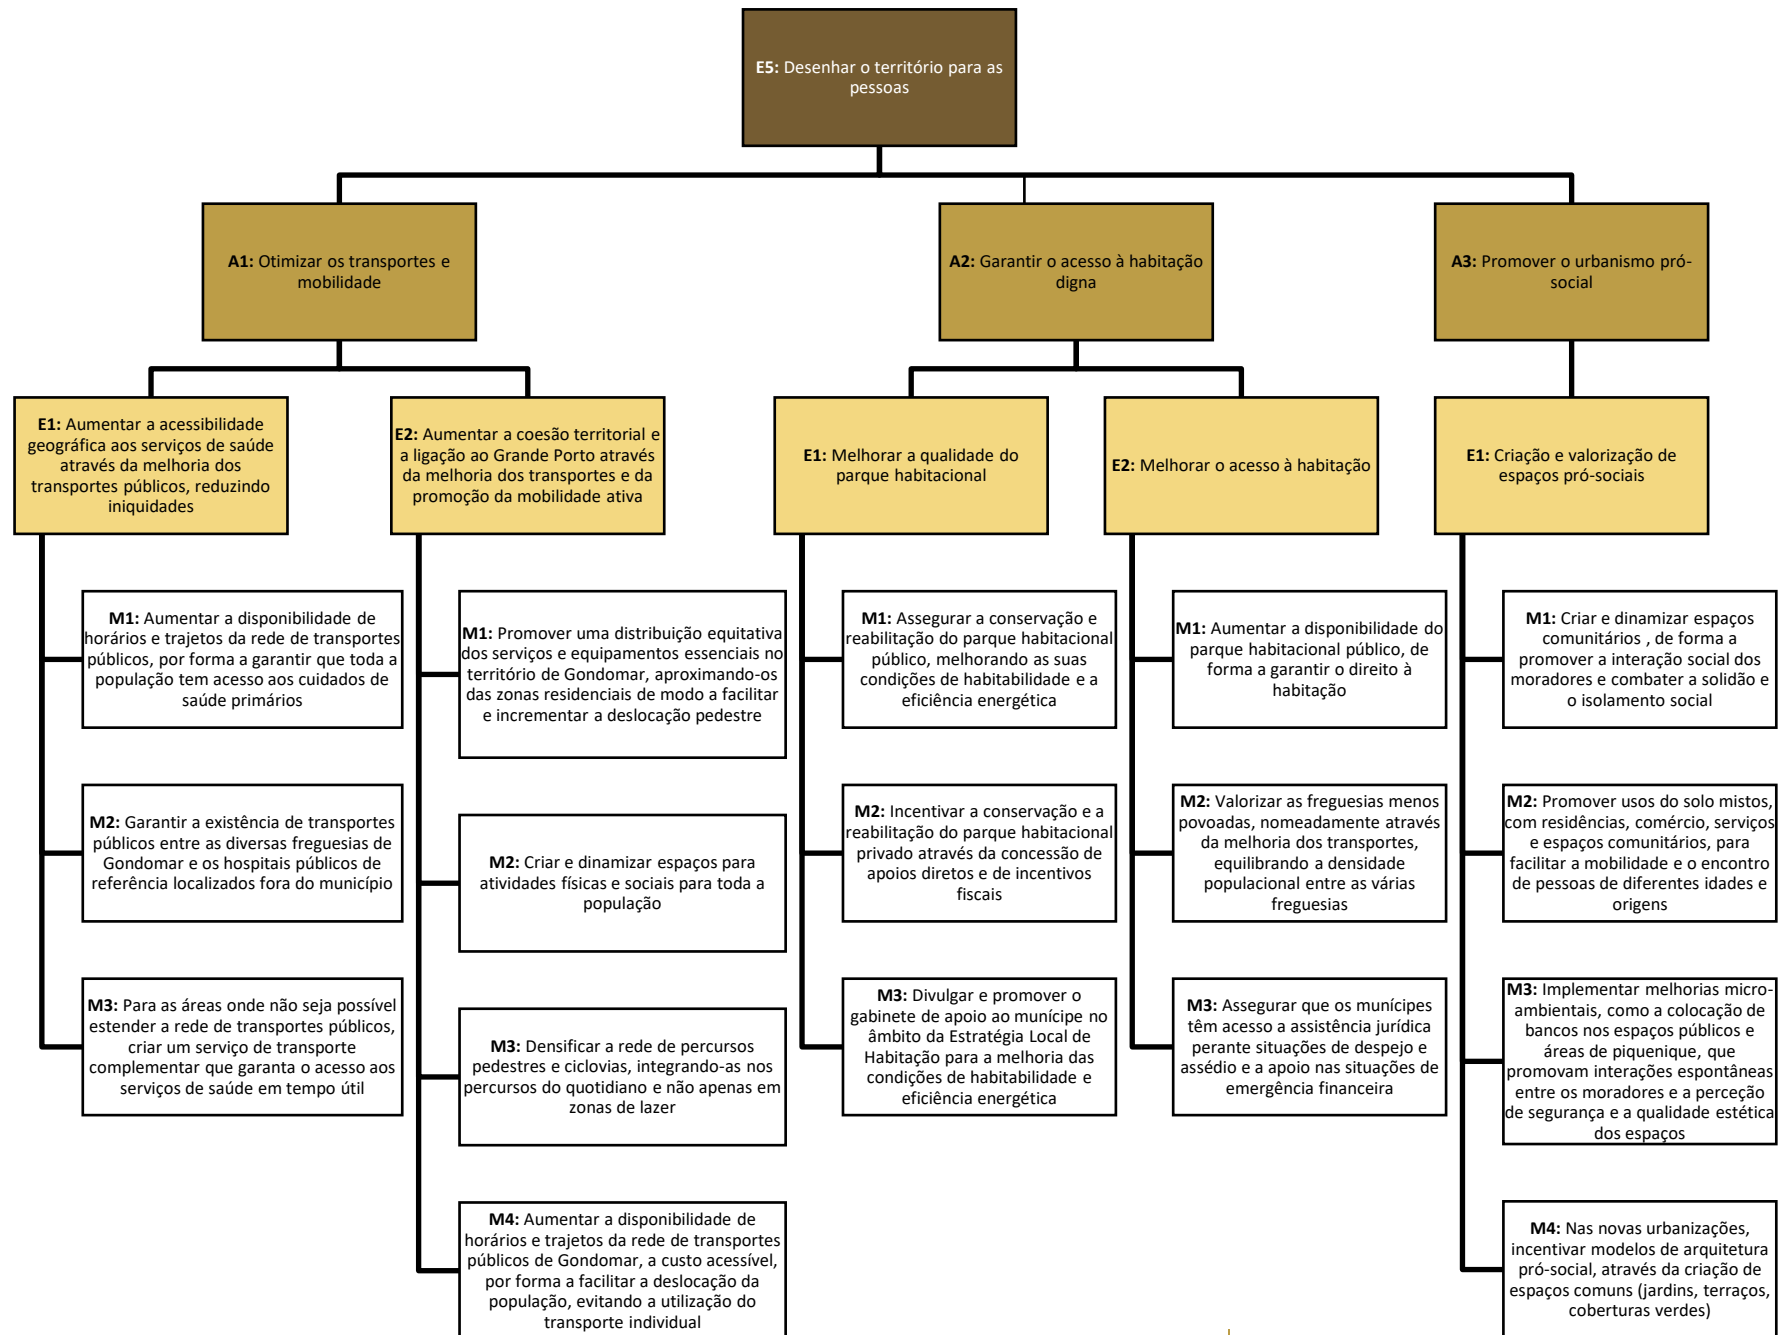 E5: Desenhar o território para as
pessoas
A1: Otimizar os transportes e
mobilidade
A2: Garantir o acesso à habitação
digna
A3: Promover o urbanismo pró-
social
E1: Aumentar a acessibilidade
geográfica aos serviços de saúde
através da melhoria dos
transportes públicos, reduzindo
iniquidades
E2: Aumentar a coesão territorial e
a ligação ao Grande Porto através
da melhoria dos transportes e da
promoção da mobilidade ativa
E1: Melhorar a qualidade do
parque habitacional
E2: Melhorar o acesso à habitação
E1: Criação e valorização de
espaços pró-sociais
M1: Aumentar a disponibilidade de
horários e trajetos da rede de transportes
públicos, por forma a garantir que toda a
população tem acesso aos cuidados de
saúde primários
M2: Garantir a existência de transportes
públicos entre as diversas freguesias de
Gondomar e os hospitais públicos de
referência localizados fora do município
M3: Para as áreas onde não seja possível
estender a rede de transportes públicos,
criar um serviço de transporte
complementar que garanta o acesso aos
serviços de saúde em tempo útil
M1: Promover uma distribuição equitativa
dos serviços e equipamentos essenciais no
território de Gondomar, aproximando-os
das zonas residenciais de modo a facilitar
e incrementar a deslocação pedestre
M2: Criar e dinamizar espaços para
atividades físicas e sociais para toda a
população
M3: Densificar a rede de percursos
pedestres e ciclovias, integrando-as nos
percursos do quotidiano e não apenas em
zonas de lazer
M4: Aumentar a disponibilidade de
horários e trajetos da rede de transportes
públicos de Gondomar, a custo acessível,
por forma a facilitar a deslocação da
população, evitando a utilização do
transporte individual
M1: Assegurar a conservação e
reabilitação do parque habitacional
público, melhorando as suas
condições de habitabilidade e a
eficiência energética
M2: Incentivar a conservação e a
reabilitação do parque habitacional
privado através da concessão de
apoios diretos e de incentivos
fiscais
M3: Divulgar e promover o
gabinete de apoio ao munícipe no
âmbito da Estratégia Local de
Habitação para a melhoria das
condições de habitabilidade e
eficiência energética
M1: Aumentar a disponibilidade do
parque habitacional público, de
forma a garantir o direito à
habitação
M2: Valorizar as freguesias menos
povoadas, nomeadamente através
da melhoria dos transportes,
equilibrando a densidade
populacional entre as várias
freguesias
M3: Assegurar que os munícipes
têm acesso a assistência jurídica
perante situações de despejo e
assédio e a apoio nas situações de
emergência financeira
M1: Criar e dinamizar espaços
comunitários , de forma a
promover a interação social dos
moradores e combater a solidão e
o isolamento social
M2: Promover usos do solo mistos,
com residências, comércio, serviços
e espaços comunitários, para
facilitar a mobilidade e o encontro
de pessoas de diferentes idades e
origens
M3: Implementar melhorias micro-
ambientais, como a colocação de
bancos nos espaços públicos e
áreas de piquenique, que
promovam interações espontâneas
entre os moradores e a perceção
de segurança e a qualidade estética
dos espaços
M4: Nas novas urbanizações,
incentivar modelos de arquitetura
pró-social, através da criação de
espaços comuns (jardins, terraços,
coberturas verdes)